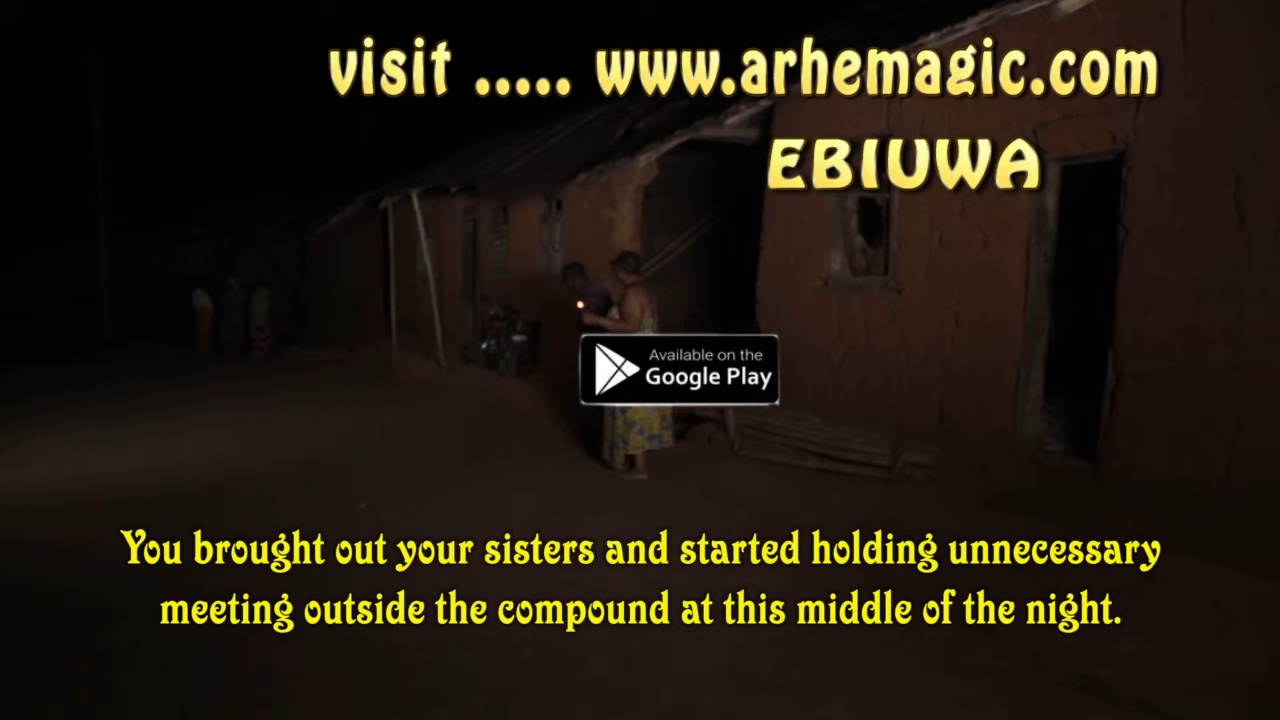 visit ..... www.arhemagic.com
EBIUWA
Available on the
Google Play
You brought out your sisters and started holding unnecessary
meeting outside the compound at this middle of the night.